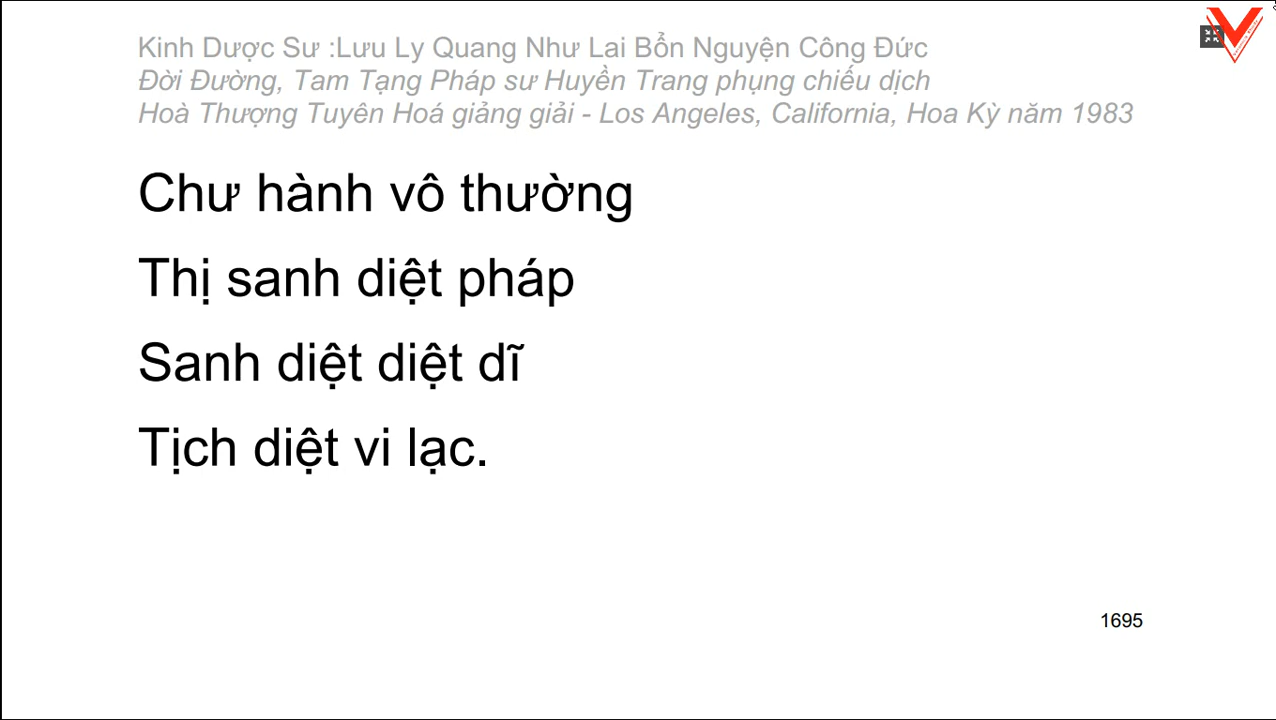 Kinh Dược Sư :Lưu Ly Quang Như Lai Bổn Nguyện Công Đức
Đời Đường, Tam Tạng Pháp sư Huyền Trang phụng chiếu dịch
Hoà Thượng Tuyên Hoá giảng giải - Los Angeles, California, Hoa Kỳ năm 1983
Chư hành vô thường
Thị sanh diệt pháp
Sanh diệt diệt dĩ
Tịch diệt vi lạc.
1695